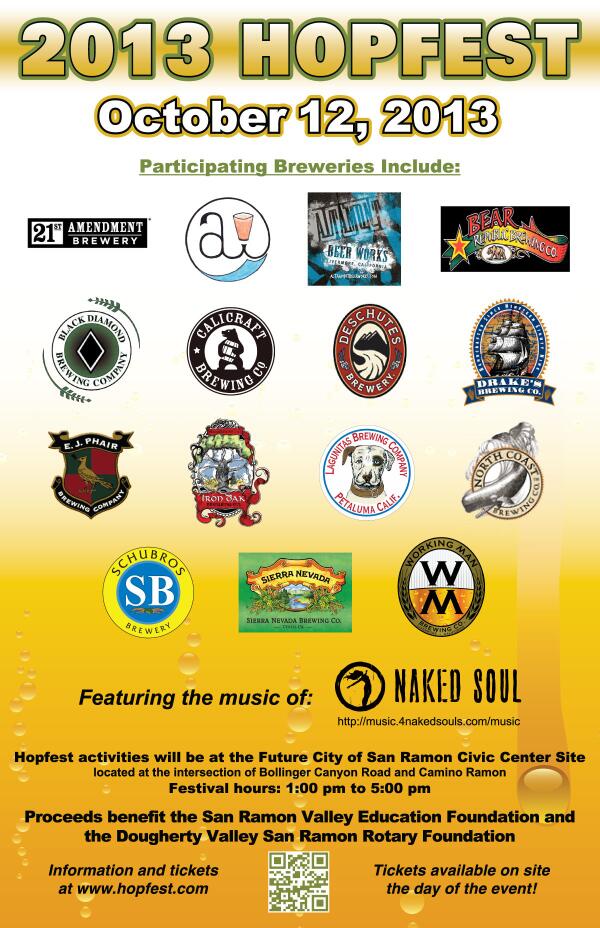 2013 HOPFEST
October 12, 2013
Participating Breweries Include:
21ST AMENDMENT
BREWERY
BEER WORKS
LIVERMORE, CALIFORNIA
BEAR
REPUBLIC BREWING CO.
BLACK DIAMOND
BREWING COMPANY
CALICRAFT
BREWING CO
DESCHUTES
BREWERY
DRAKE'S
BREWING CO.
E.J. PHAIR
BREWING COMPANY
IRON OAK
LAGUNITAS BREWING COMPANY
PETALUMA CALIF.
NORTH COAST
BREWING CO.
SCHUBROS
SB
BREWERY
SIERRA NEVADA
SIERRA NEVADA BREWING CO.
WORKING MAN
W
M
BREWING CO.
Featuring the music of:
NAKED SOUL
http://music.4nakedsouls.com/music
Hopfest activities will be at the Future City of San Ramon Civic Center Site
located at the intersection of Bollinger Canyon Road and Camino Ramon
Festival hours: 1:00 pm to 5:00 pm
Proceeds benefit the San Ramon Valley Education Foundation and
the Dougherty Valley San Ramon Rotary Foundation
Information and tickets
at www.hopfest.com
Tickets available on site
the day of the event!